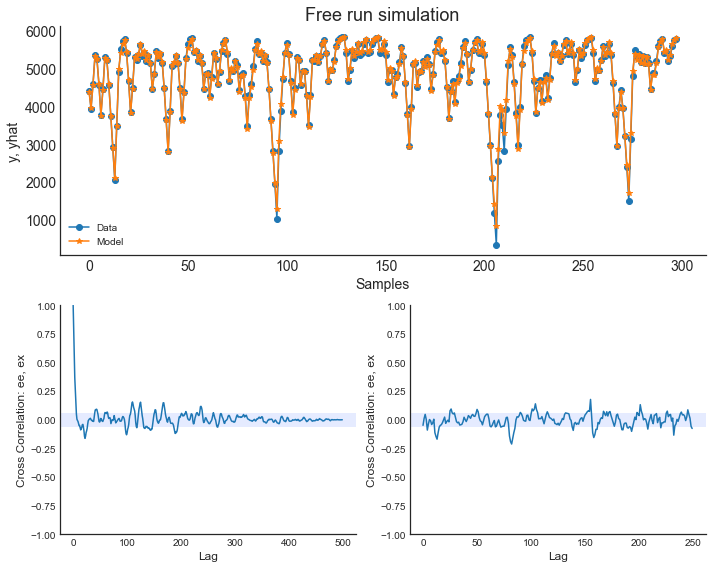 Free run simulation
y, yhat
6000
5000
4000
3000
2000
1000
Data
Model
0 50 100 150 200 250 300
Samples
Cross Correlation: ee, ex
1.00
0.75
0.50
0.25
0.00
−0.25
−0.50
−0.75
−1.00
0 100 200 300 400 500
Lag
Cross Correlation: ee, ex
1.00
0.75
0.50
0.25
0.00
−0.25
−0.50
−0.75
−1.00
0 50 100 150 200 250
Lag